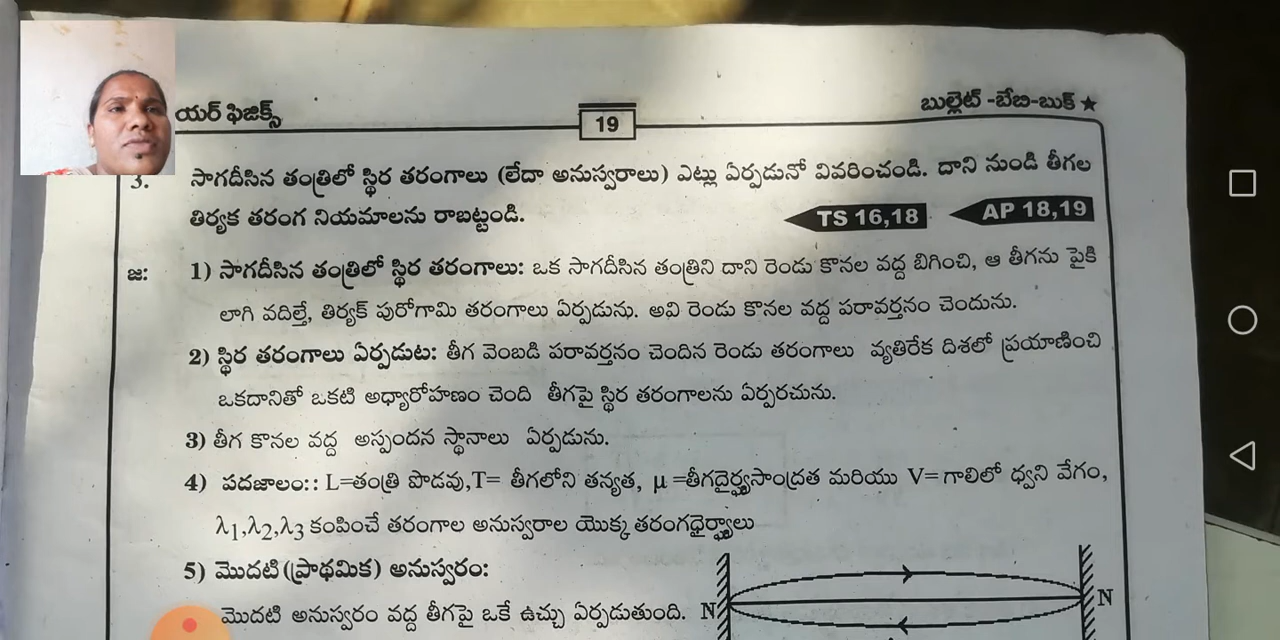 యర్ ఫిజిక్స్
19
బుల్లెట్ -బేబి-బుక్ ★
3. సాగదీసిన తంత్రిలో స్థిర తరంగాలు (లేదా అనుస్వరాలు) ఎట్లు ఏర్పడునో వివరించండి. దాని నుండి తీగల
తిర్యక తరంగ నియమాలను రాబట్టండి. TS 16,18 AP 18,19
జ: 1) సాగదీసిన తంత్రిలో స్థిర తరంగాలు: ఒక సాగదీసిన తంత్రిని దాని రెండు కొనల వద్ద బిగించి, ఆ తీగను పైకి
లాగి వదిల్తే, తిర్యక్ పురోగామి తరంగాలు ఏర్పడును. అవి రెండు కొనల వద్ద పరావర్తనం చెందును.
2) స్థిర తరంగాలు ఏర్పడుట: తీగ వెంబడి పరావర్తనం చెందిన రెండు తరంగాలు వ్యతిరేక దిశలో ప్రయాణించి
ఒకదానితో ఒకటి అధ్యారోహణం చెంది తీగపై స్థిర తరంగాలను ఏర్పరచును.
3) తీగ కొనల వద్ద అస్పందన స్థానాలు ఏర్పడును.
4) పదజాలం:: L=తంత్రి పొడవు,T= తీగలోని తన్యత, μ =తీగదైర్ఘ్యసాంద్రత మరియు V= గాలిలో ధ్వని వేగం,
λ1,λ2,λ3 కంపించే తరంగాల అనుస్వరాల యొక్క తరంగధైర్ఘ్యాలు
5) మొదటి(ప్రాథమిక) అనుస్వరం:
మొదటి అనుస్వరం వద్ద తీగపై ఒకే ఉచ్చు ఏర్పడుతుంది. N N